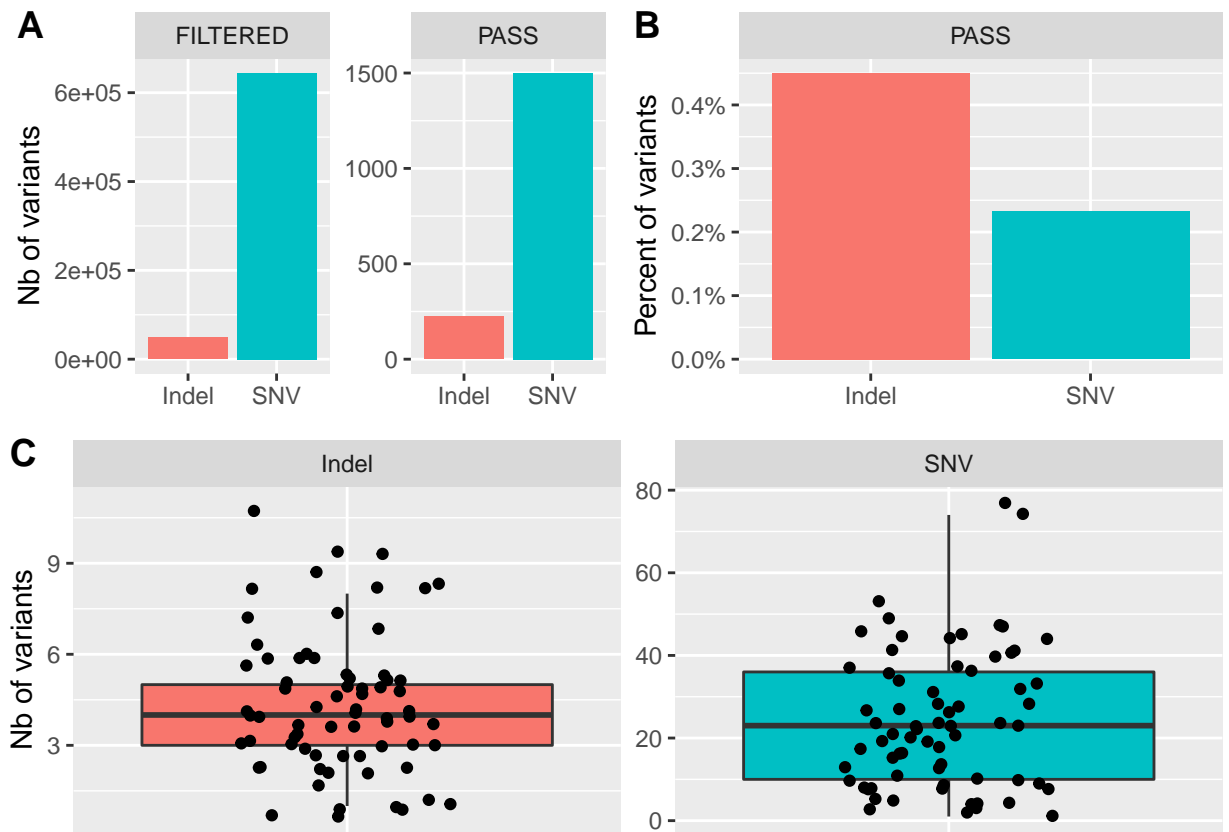 A
FILTERED
PASS
Nb of variants
6e+05
4e+05
2e+05
0e+00
Indel SNV
1500
1000
500
0
Indel SNV
B
PASS
Percent of variants
0.4%
0.3%
0.2%
0.1%
0.0%
Indel SNV
C
Indel
Nb of variants
9
6
3
SNV
80
60
40
20
0